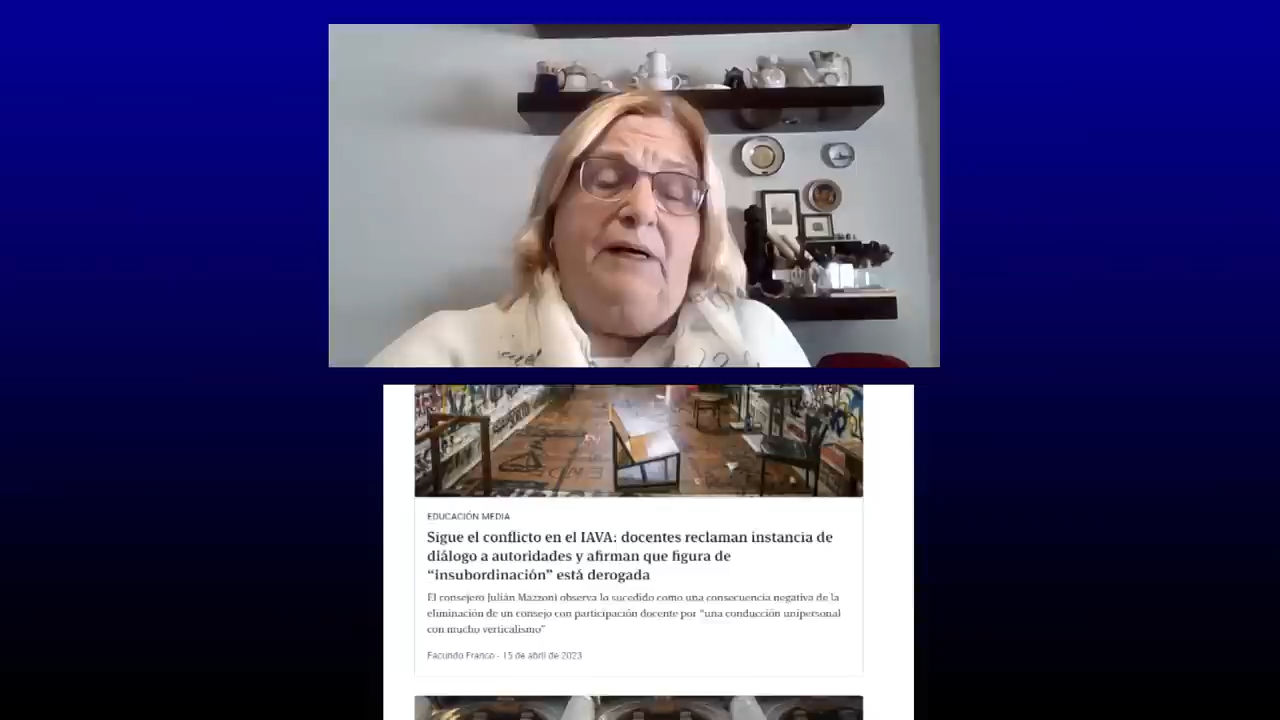 EDUCACIÓN MEDIA
Sigue el conflicto en el IAVA: docentes reclaman instancia de
diálogo a autoridades y afirman que figura de
“insubordinación” está derogada
El consejero Julián Mazzoni observa lo sucedido como una consecuencia negativa de la
eliminación de un consejo con participación docente por “una conducción unipersonal
con mucho verticalismo”
Facundo Franco - 15 de abril de 2023